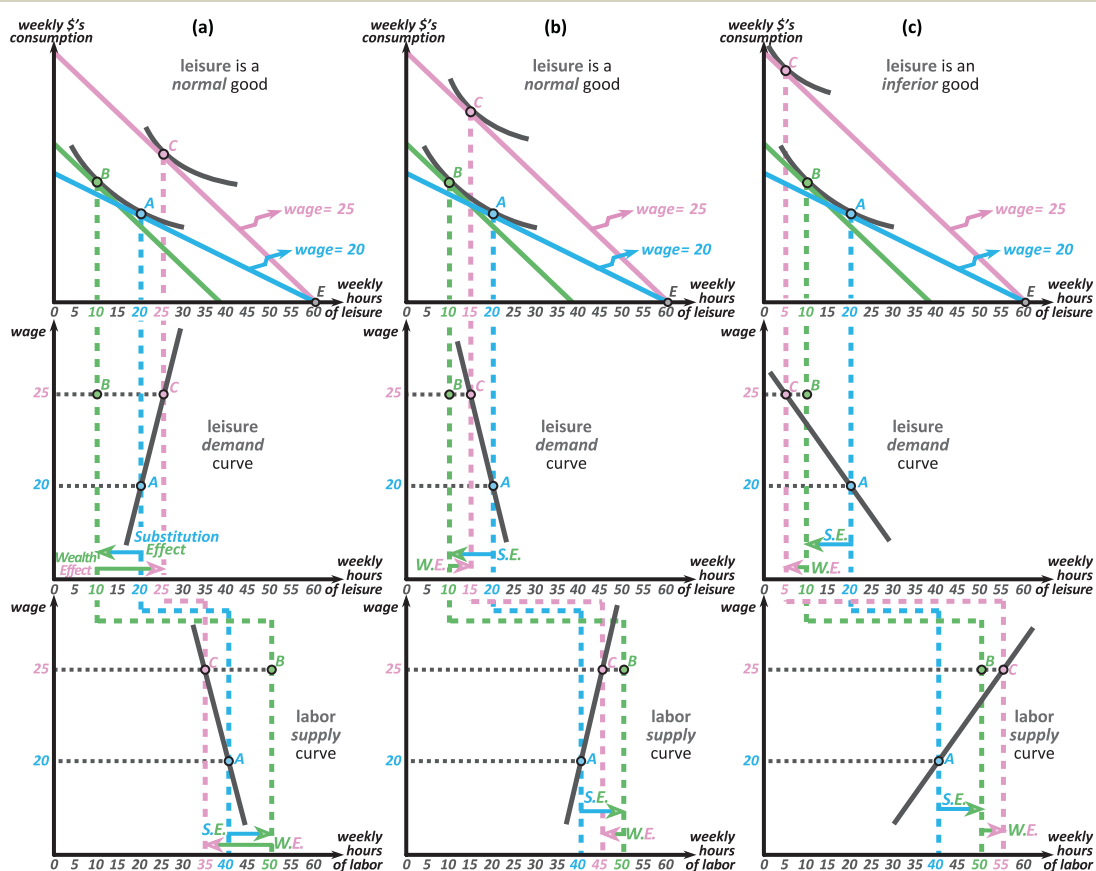 weekly $'s
consumption
(a)
leisure is a
normal good
C
B
A
wage= 25
wage= 20
E
weekly
hours
of leisure
0 5 10 15 20 25 30 35 40 45 50 55 60
weekly $'s
consumption
(b)
leisure is a
normal good
C
B
A
wage= 25
wage= 20
E
weekly
hours
of leisure
0 5 10 15 20 25 30 35 40 45 50 55 60
weekly $'s
consumption
(c)
leisure is an
inferior good
C
B
A
wage= 25
wage= 20
E
weekly
hours
of leisure
0 5 10 15 20 25 30 35 40 45 50 55 60
wage
25
B
C
leisure
demand
curve
20
A
Substitution
Effect
Wealth
Effect
weekly
hours
of leisure
0 5 10 15 20 25 30 35 40 45 50 55 60
wage
25
B
C
leisure
demand
curve
20
A
S.E.
W.E.
weekly
hours
of leisure
0 5 10 15 20 25 30 35 40 45 50 55 60
wage
25
C
B
leisure
demand
curve
20
A
S.E.
W.E.
weekly
hours
of leisure
0 5 10 15 20 25 30 35 40 45 50 55 60
wage
25
C
B
labor
supply
curve
20
A
S.E.
W.E.
weekly
hours
of labor
0 5 10 15 20 25 30 35 40 45 50 55 60
wage
25
C
B
labor
supply
curve
20
A
S.E.
W.E.
weekly
hours
of labor
0 5 10 15 20 25 30 35 40 45 50 55 60
wage
25
B
C
labor
supply
curve
20
A
S.E.
W.E.
weekly
hours
of labor
0 5 10 15 20 25 30 35 40 45 50 55 60